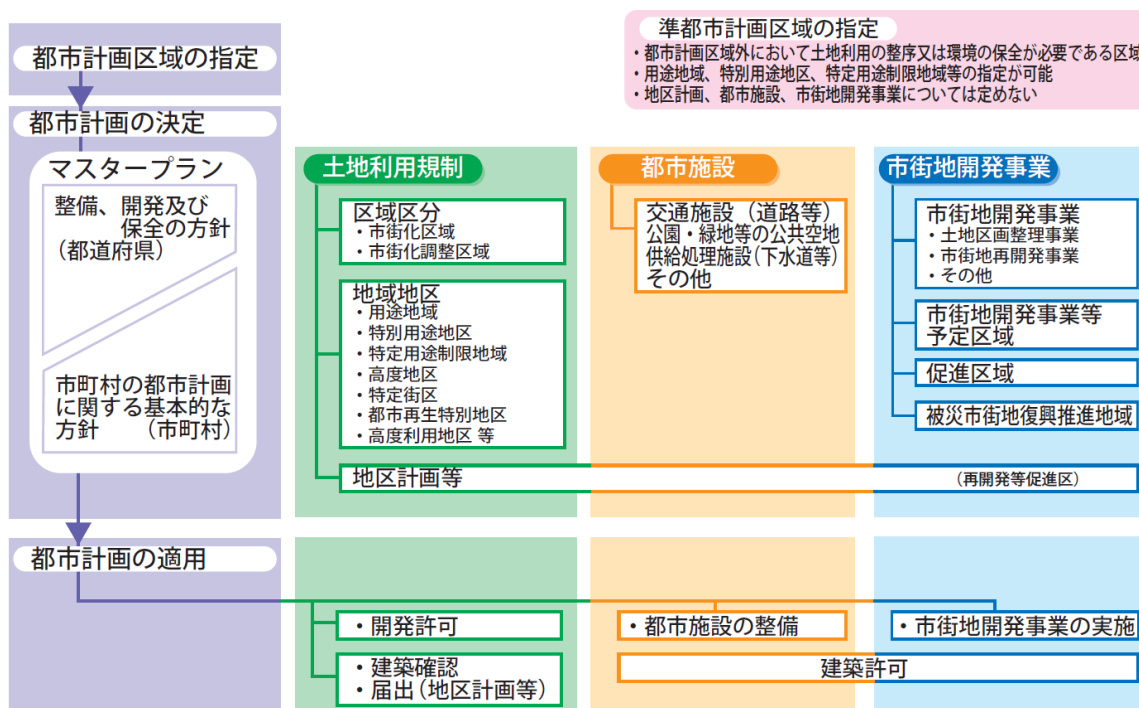 都市計画区域の指定
準都市計画区域の指定
・都市計画区域外において土地利用の整序又は環境の保全が必要である区域
・用途地域、特別用途地区、特定用途制限地域等の指定が可能
・地区計画、都市施設、市街地開発事業については定めない
都市計画の決定
マスタープラン
整備、開発及び
保全の方針
（都道府県）
市町村の都市計画
に関する基本的な
方針　（市町村）
土地利用規制
区域区分
・市街化区域
・市街化調整区域
地域地区
・用途地域
・特別用途地区
・特定用途制限地域
・高度地区
・特定街区
・都市再生特別地区
・高度利用地区 等
地区計画等
都市施設
交通施設（道路等）
公園・緑地等の公共空地
供給処理施設（下水道等）
その他
市街地開発事業
市街地開発事業
・土地区画整理事業
・市街地再開発事業
・その他
市街地開発事業等
予定区域
促進区域
被災市街地復興推進地域
（再開発等促進区）
都市計画の適用
・開発許可
・建築確認
・届出（地区計画等）
・都市施設の整備
・市街地開発事業の実施
建築許可